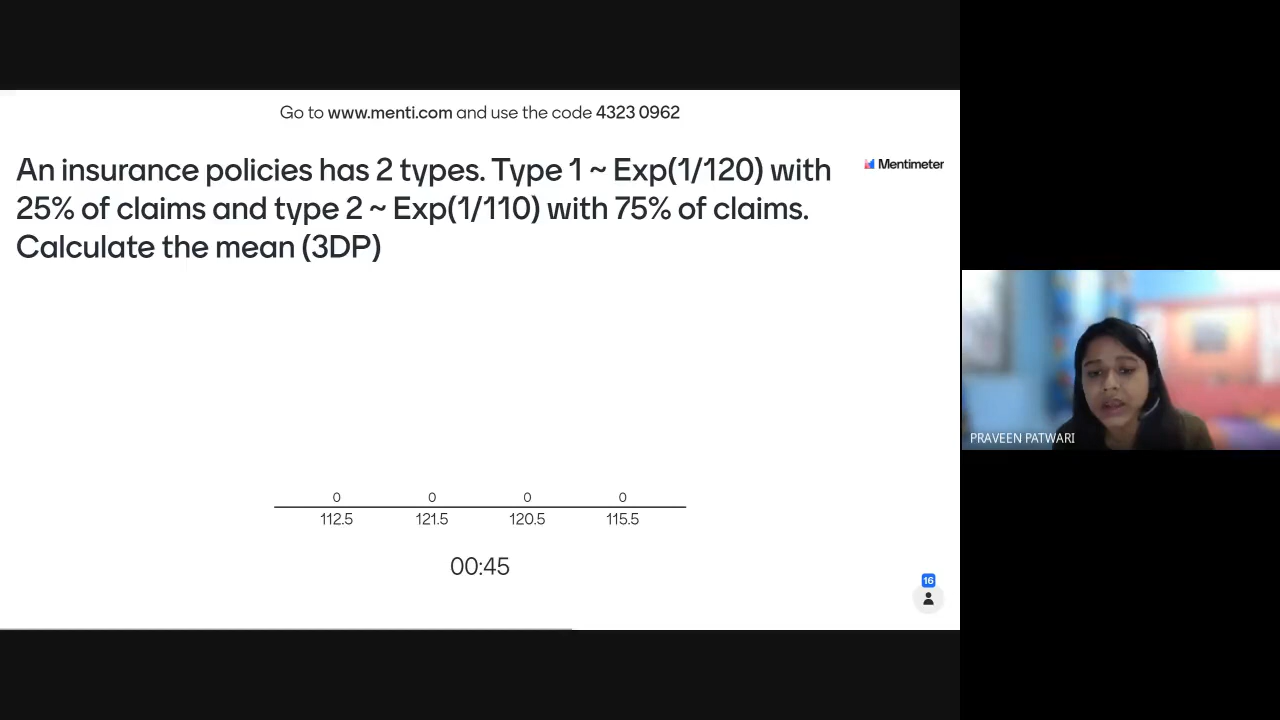 Go to www.menti.com and use the code 4323 0962
An insurance policies has 2 types. Type 1 ~ Exp(1/120) with
25% of claims and type 2 ~ Exp(1/110) with 75% of claims.
Calculate the mean (3DP)
Mentimeter
0 0 0 0
112.5 121.5 120.5 115.5
00:45
16
PRAVEEN PATWARI